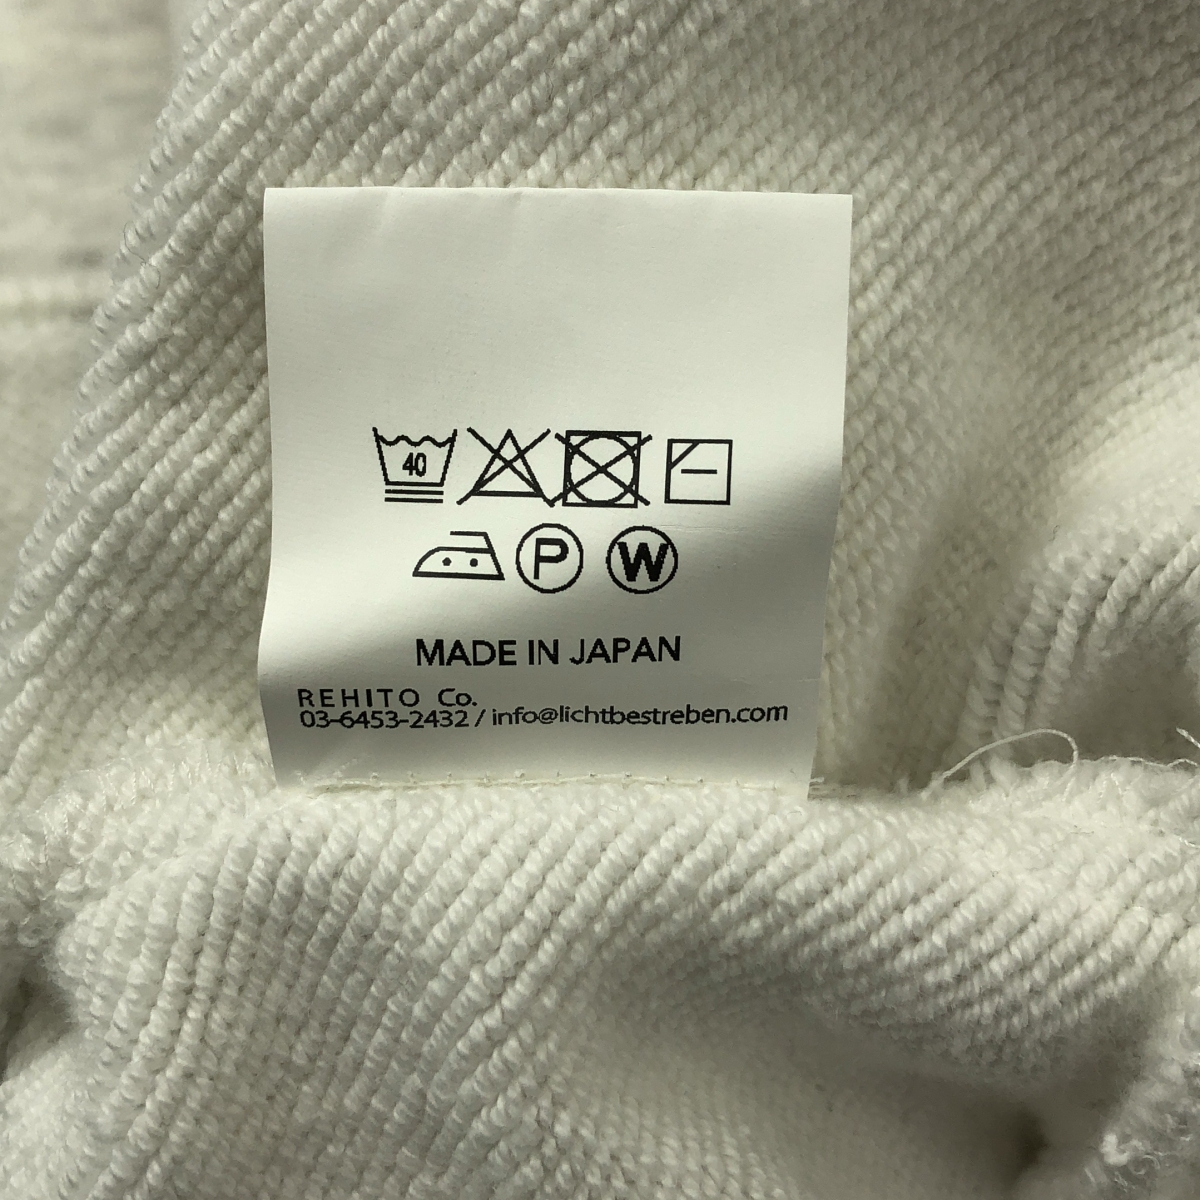 40
P W
MADE IN JAPAN
REHITO Co.
03-6453-2432 / info@lichtbestreben.com